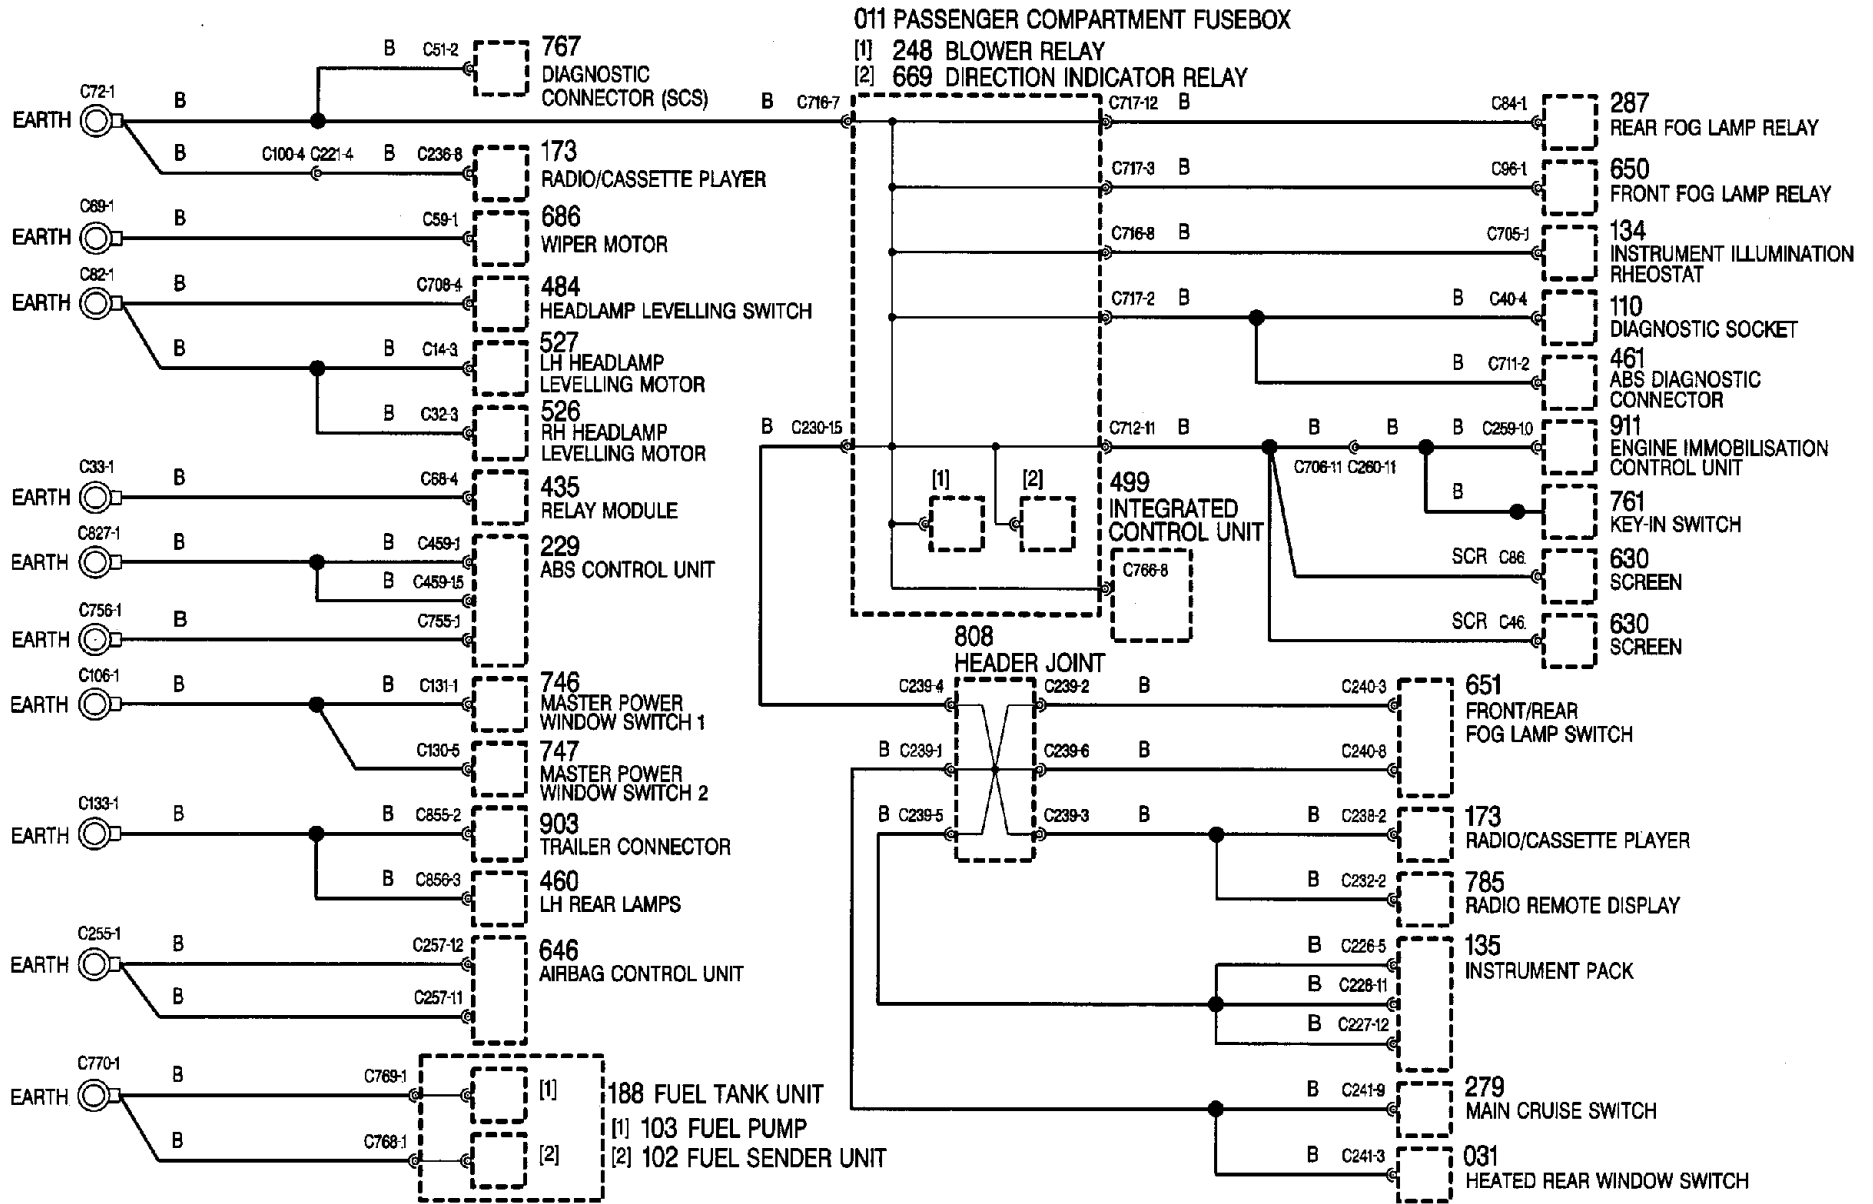 011 PASSENGER COMPARTMENT FUSEBOX
[1] 248 BLOWER RELAY
[2] 669 DIRECTION INDICATOR RELAY
B C51-2 767
DIAGNOSTIC
CONNECTOR (SCS)
C72-1
EARTH B
B C100-4 C221-4 B C236-8 173
RADIO/CASSETTE PLAYER
C69-1
EARTH B C59-1 686
WIPER MOTOR
C82-1
EARTH B C708-4 484
HEADLAMP LEVELLING SWITCH
B B C14-3 527
LH HEADLAMP
LEVELLING MOTOR
B C32-3 526
RH HEADLAMP
LEVELLING MOTOR
C33-1
EARTH B C68-4 435
RELAY MODULE
C827-1
EARTH B B C459-1 229
ABS CONTROL UNIT
B C459-15
C756-1
EARTH B C755-1
C106-1
EARTH B B C131-1 746
MASTER POWER
WINDOW SWITCH 1
C130-5 747
MASTER POWER
WINDOW SWITCH 2
C133-1
EARTH B B C855-2 903
TRAILER CONNECTOR
B C856-3 460
LH REAR LAMPS
C255-1
EARTH B C257-12 646
AIRBAG CONTROL UNIT
B C257-11
C770-1
EARTH B C769-1 [1]
B C768-1 [2]
188 FUEL TANK UNIT
[1] 103 FUEL PUMP
[2] 102 FUEL SENDER UNIT
B C716-7
C717-12 B C84-1 287
REAR FOG LAMP RELAY
C717-3 B C96-1 650
FRONT FOG LAMP RELAY
C716-8 B C705-1 134
INSTRUMENT ILLUMINATION
RHEOSTAT
C717-2 B B C40-4 110
DIAGNOSTIC SOCKET
B C711-2 461
ABS DIAGNOSTIC
CONNECTOR
B C230-15
C712-11 B B B B C259-10 911
C706-11 C260-11
ENGINE IMMOBILISATION
CONTROL UNIT
B 761
KEY-IN SWITCH
[1] [2]
499
INTEGRATED
CONTROL UNIT
C766-8
SCR C86. 630
SCREEN
SCR C46. 630
SCREEN
808
HEADER JOINT
C239-4 C239-2 B C240-3 651
FRONT/REAR
FOG LAMP SWITCH
B C239-1 C239-6 B C240-8
B C239-5 C239-3 B B C238-2 173
RADIO/CASSETTE PLAYER
B C232-2 785
RADIO REMOTE DISPLAY
B C226-5 135
INSTRUMENT PACK
B C228-11
B C227-12
B C241-9 279
MAIN CRUISE SWITCH
B C241-3 031
HEATED REAR WINDOW SWITCH